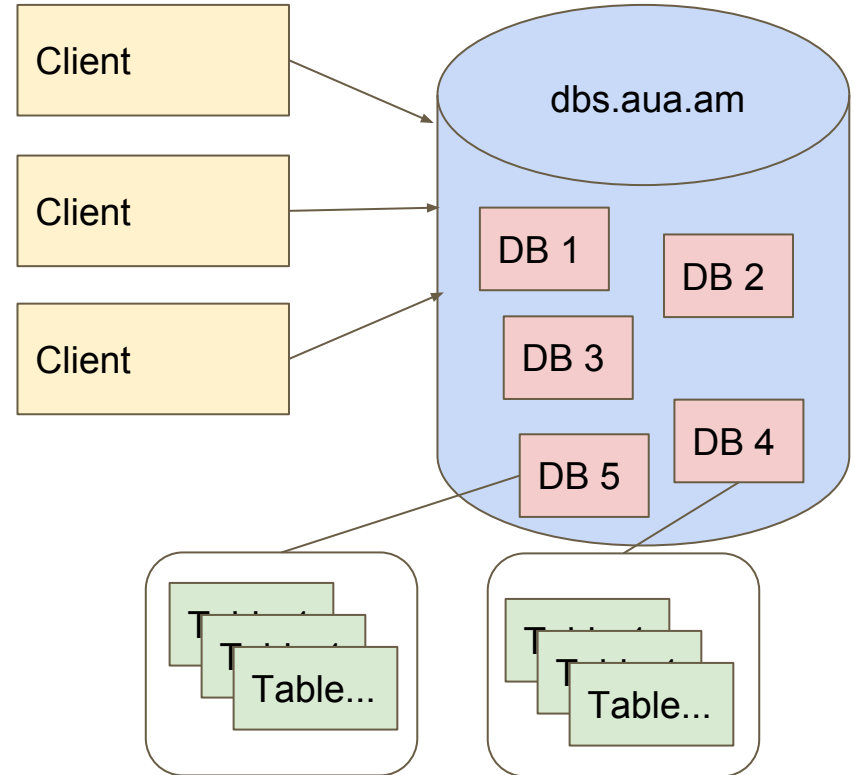 Client
dbs.aua.am
Client
DB 1
DB 2
Client
DB 3
DB 4
DB 5
Table...
Table...